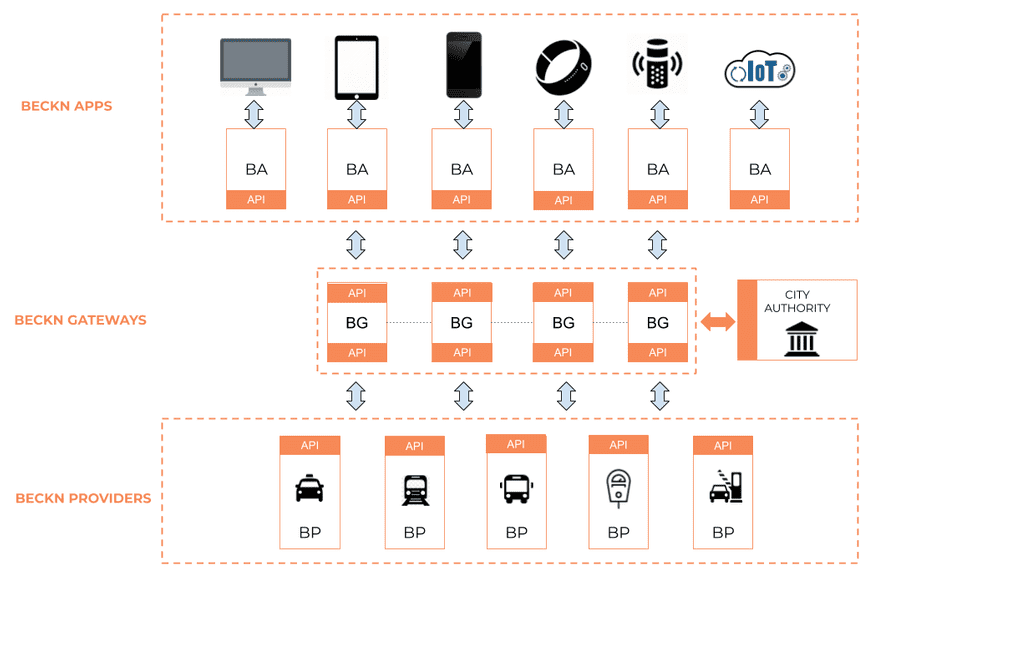 IoT
BECKN APPS
BA BA BA BA BA BA
API API API API API API
API API API API
CITY
AUTHORITY
BECKN GATEWAYS
BG BG BG BG
API API API API
API API API API API
BECKN PROVIDERS
BP BP BP BP BP